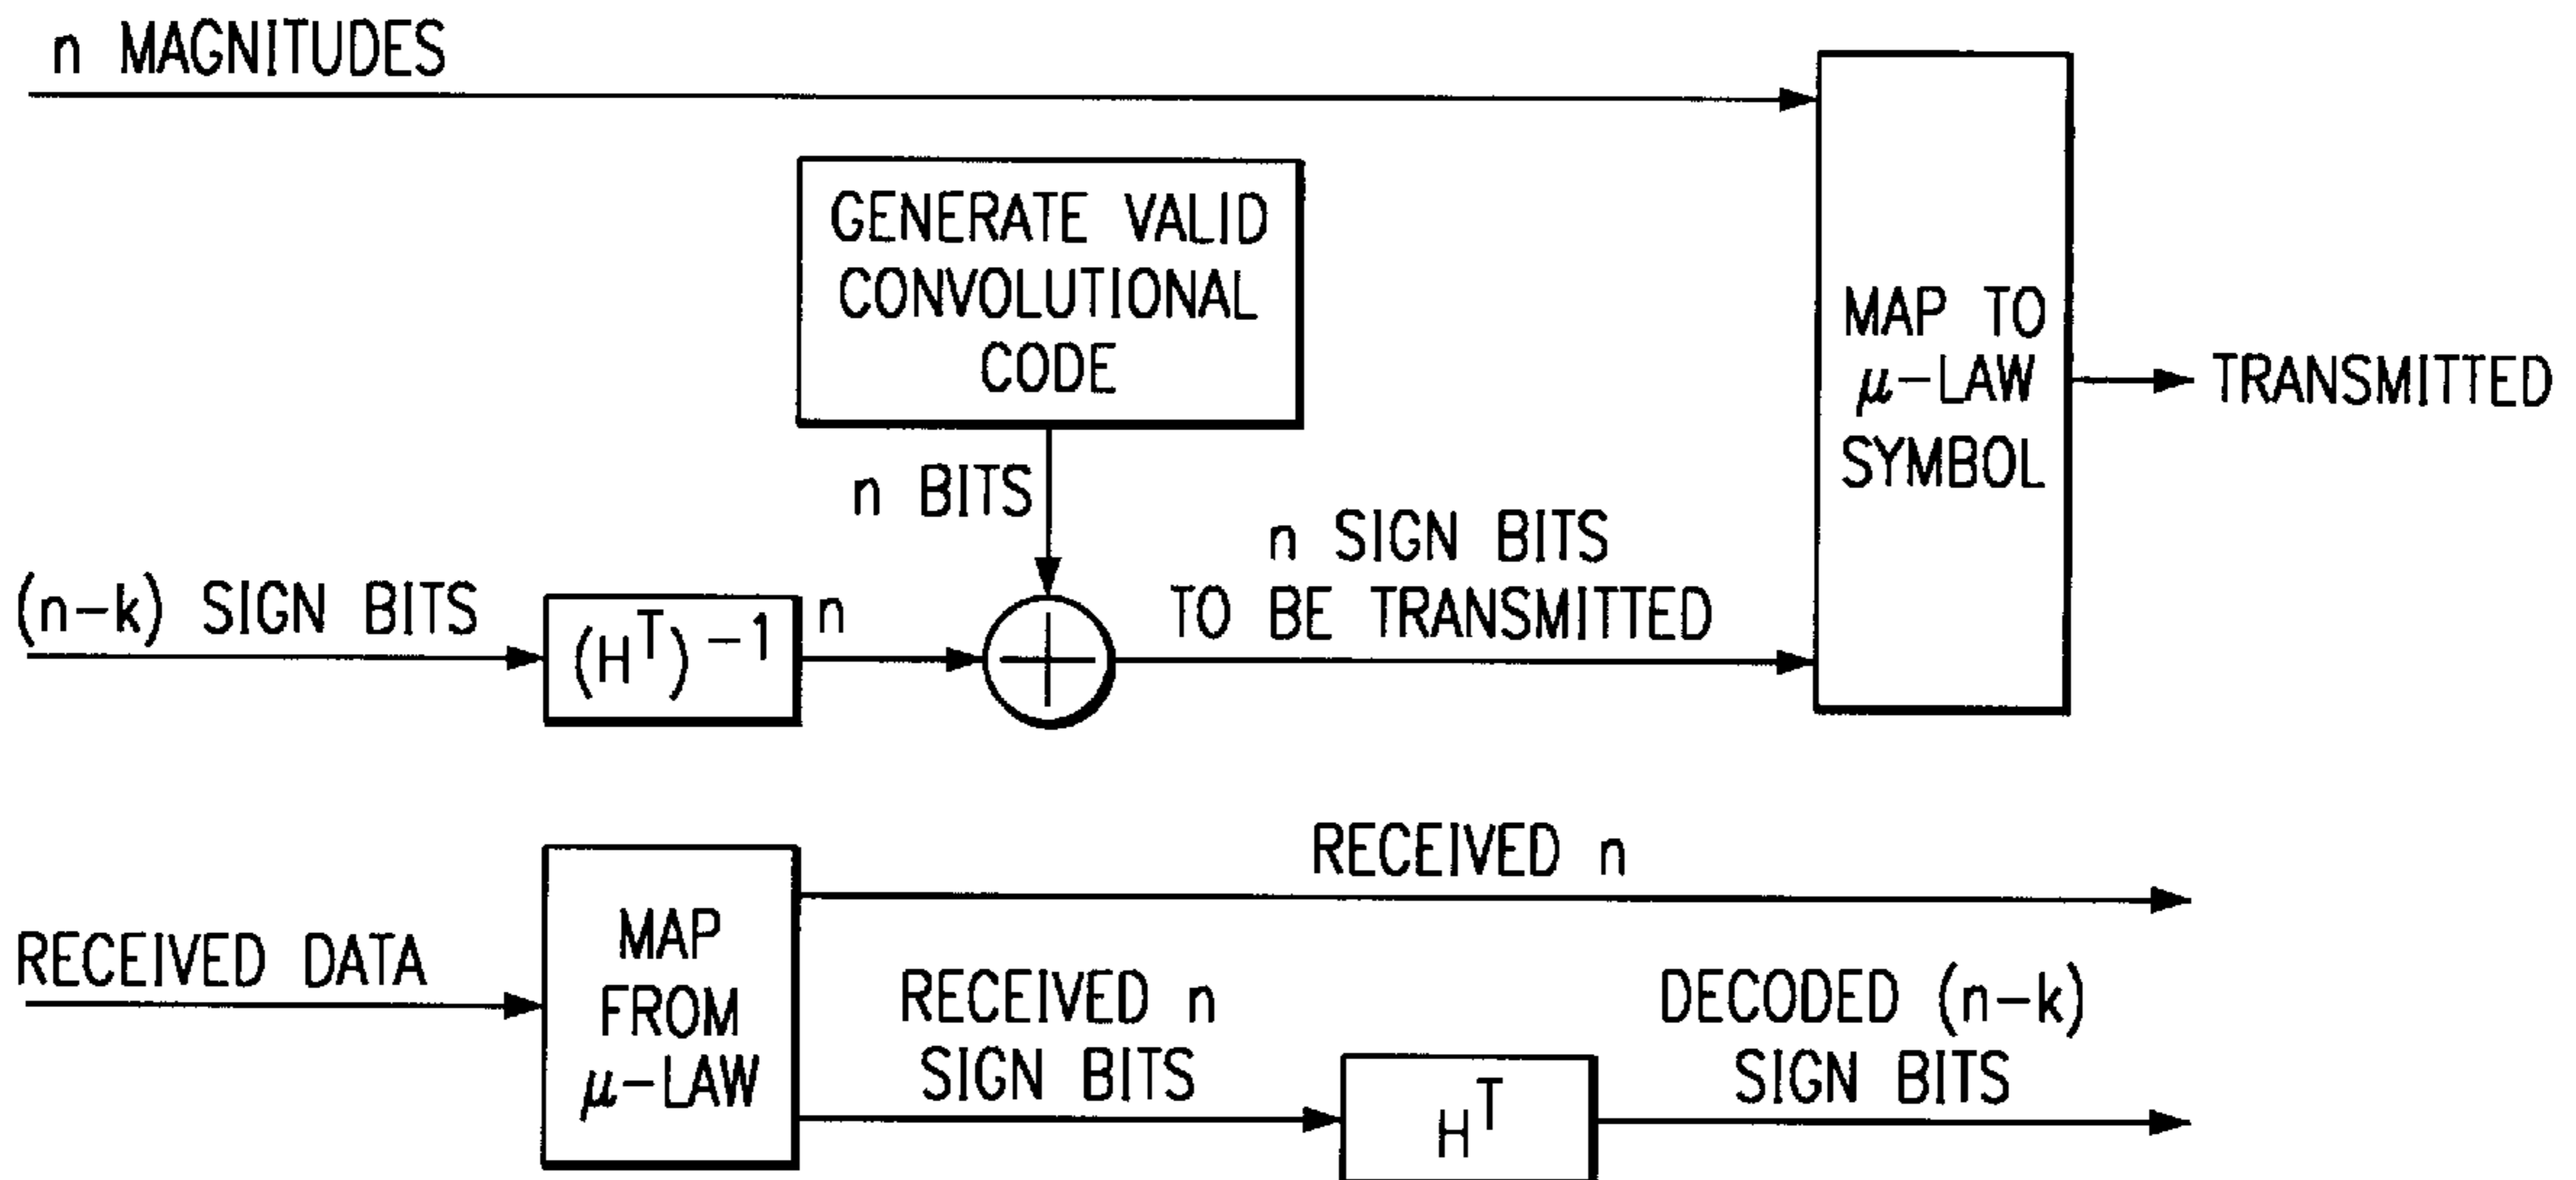 n MAGNITUDES
GENERATE VALID
CONVOLUTIONAL
CODE
MAP TO
μ-LAW
SYMBOL
TRANSMITTED
n BITS
n SIGN BITS
TO BE TRANSMITTED
(n-k) SIGN BITS
(H^T)^-1
n
RECEIVED n
RECEIVED DATA
MAP
FROM
μ-LAW
RECEIVED n
SIGN BITS
DECODED (n-k)
SIGN BITS
H^T